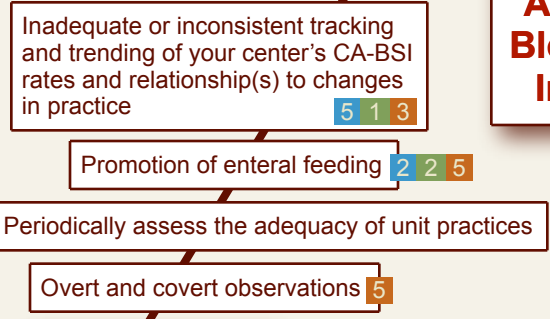 Inadequate or inconsistent tracking
and trending of your center's CA-BSI
rates and relationship(s) to changes
in practice 5 1 3
Promotion of enteral feeding 2 2 5
Periodically assess the adequacy of unit practices
Overt and covert observations 5